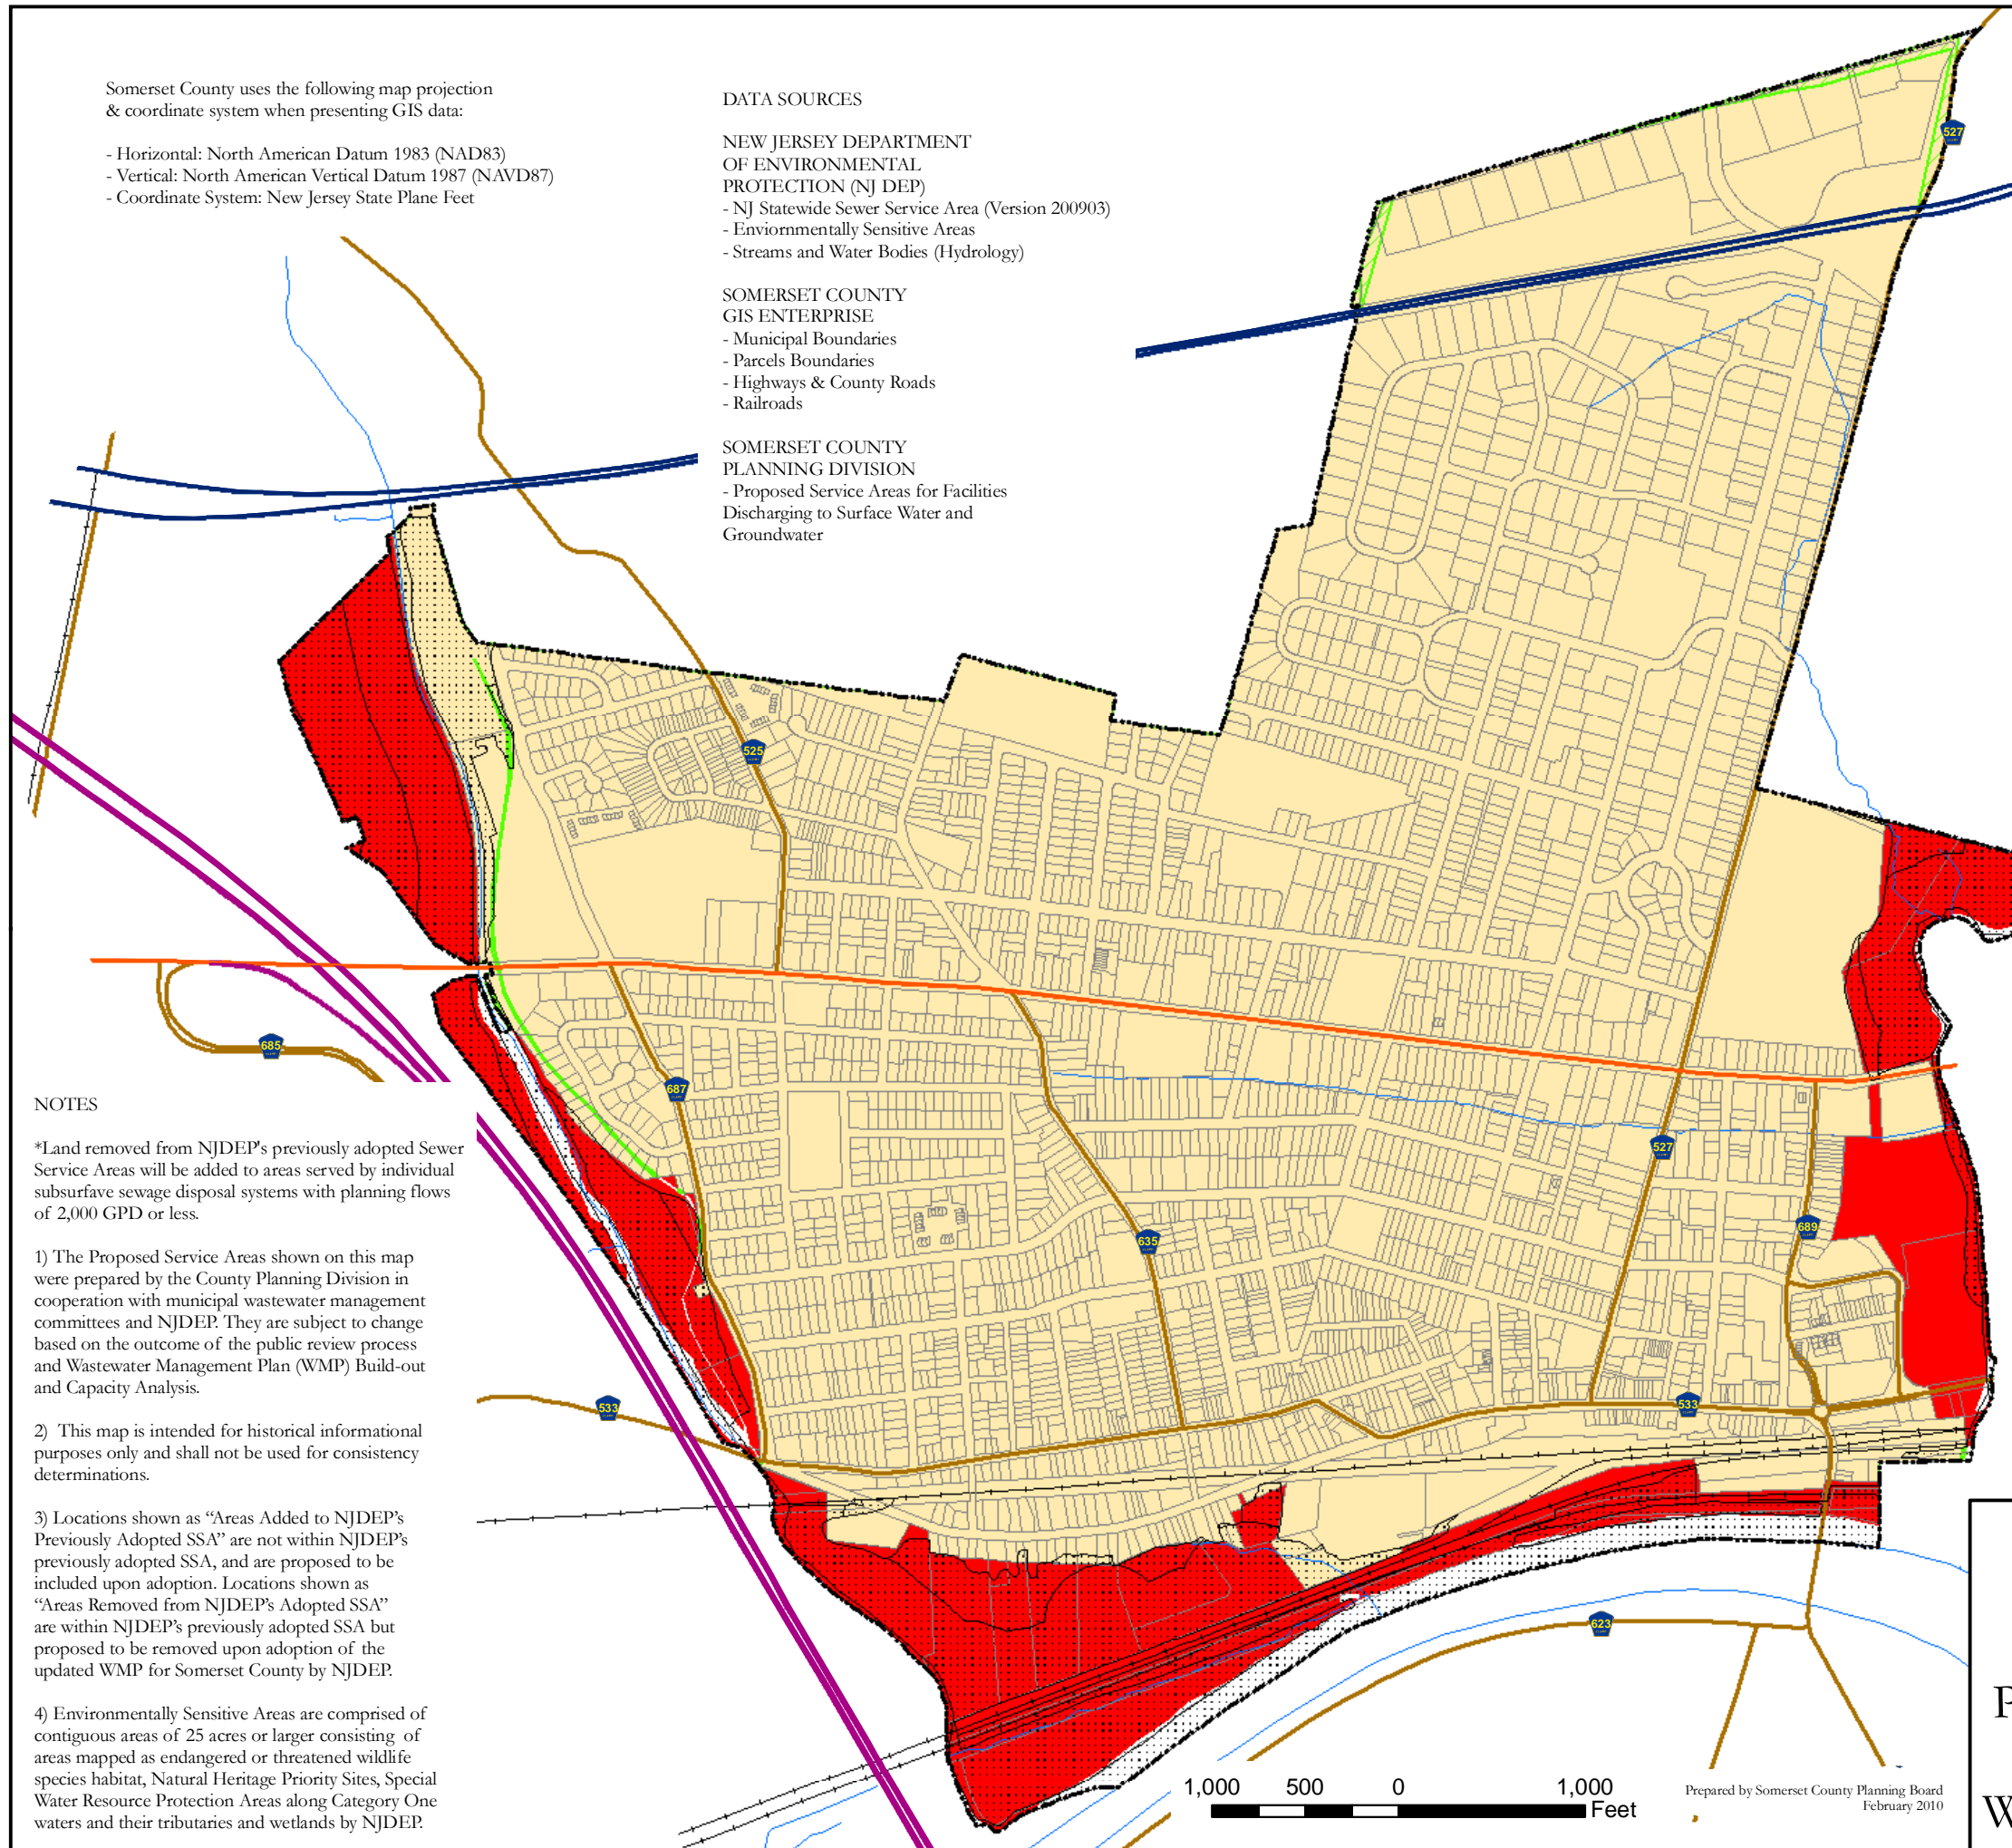 Somerset County uses the following map projection
& coordinate system when presenting GIS data:
- Horizontal: North American Datum 1983 (NAD83)
- Vertical: North American Vertical Datum 1987 (NAVD87)
- Coordinate System: New Jersey State Plane Feet
DATA SOURCES
NEW JERSEY DEPARTMENT
OF ENVIRONMENTAL
PROTECTION (NJ DEP)
- NJ Statewide Sewer Service Area (Version 200903)
- Enviornmentally Sensitive Areas
- Streams and Water Bodies (Hydrology)
SOMERSET COUNTY
GIS ENTERPRISE
- Municipal Boundaries
- Parcels Boundaries
- Highways & County Roads
- Railroads
SOMERSET COUNTY
PLANNING DIVISION
- Proposed Service Areas for Facilities
Discharging to Surface Water and
Groundwater
527
525
685
687
527
689
635
533
533
623
NOTES
*Land removed from NJDEP's previously adopted Sewer
Service Areas will be added to areas served by individual
subsurfave sewage disposal systems with planning flows
of 2,000 GPD or less.
1) The Proposed Service Areas shown on this map
were prepared by the County Planning Division in
cooperation with municipal wastewater management
committees and NJDEP. They are subject to change
based on the outcome of the public review process
and Wastewater Management Plan (WMP) Build-out
and Capacity Analysis.
2) This map is intended for historical informational
purposes only and shall not be used for consistency
determinations.
3) Locations shown as “Areas Added to NJDEP’s
Previously Adopted SSA” are not within NJDEP’s
previously adopted SSA, and are proposed to be
included upon adoption. Locations shown as
“Areas Removed from NJDEP’s Adopted SSA”
are within NJDEP’s previously adopted SSA but
proposed to be removed upon adoption of the
updated WMP for Somerset County by NJDEP.
4) Environmentally Sensitive Areas are comprised of
contiguous areas of 25 acres or larger consisting of
areas mapped as endangered or threatened wildlife
species habitat, Natural Heritage Priority Sites, Special
Water Resource Protection Areas along Category One
waters and their tributaries and wetlands by NJDEP.
1,000 500 0 1,000
Feet
Prepared by Somerset County Planning Board
February 2010
P
W